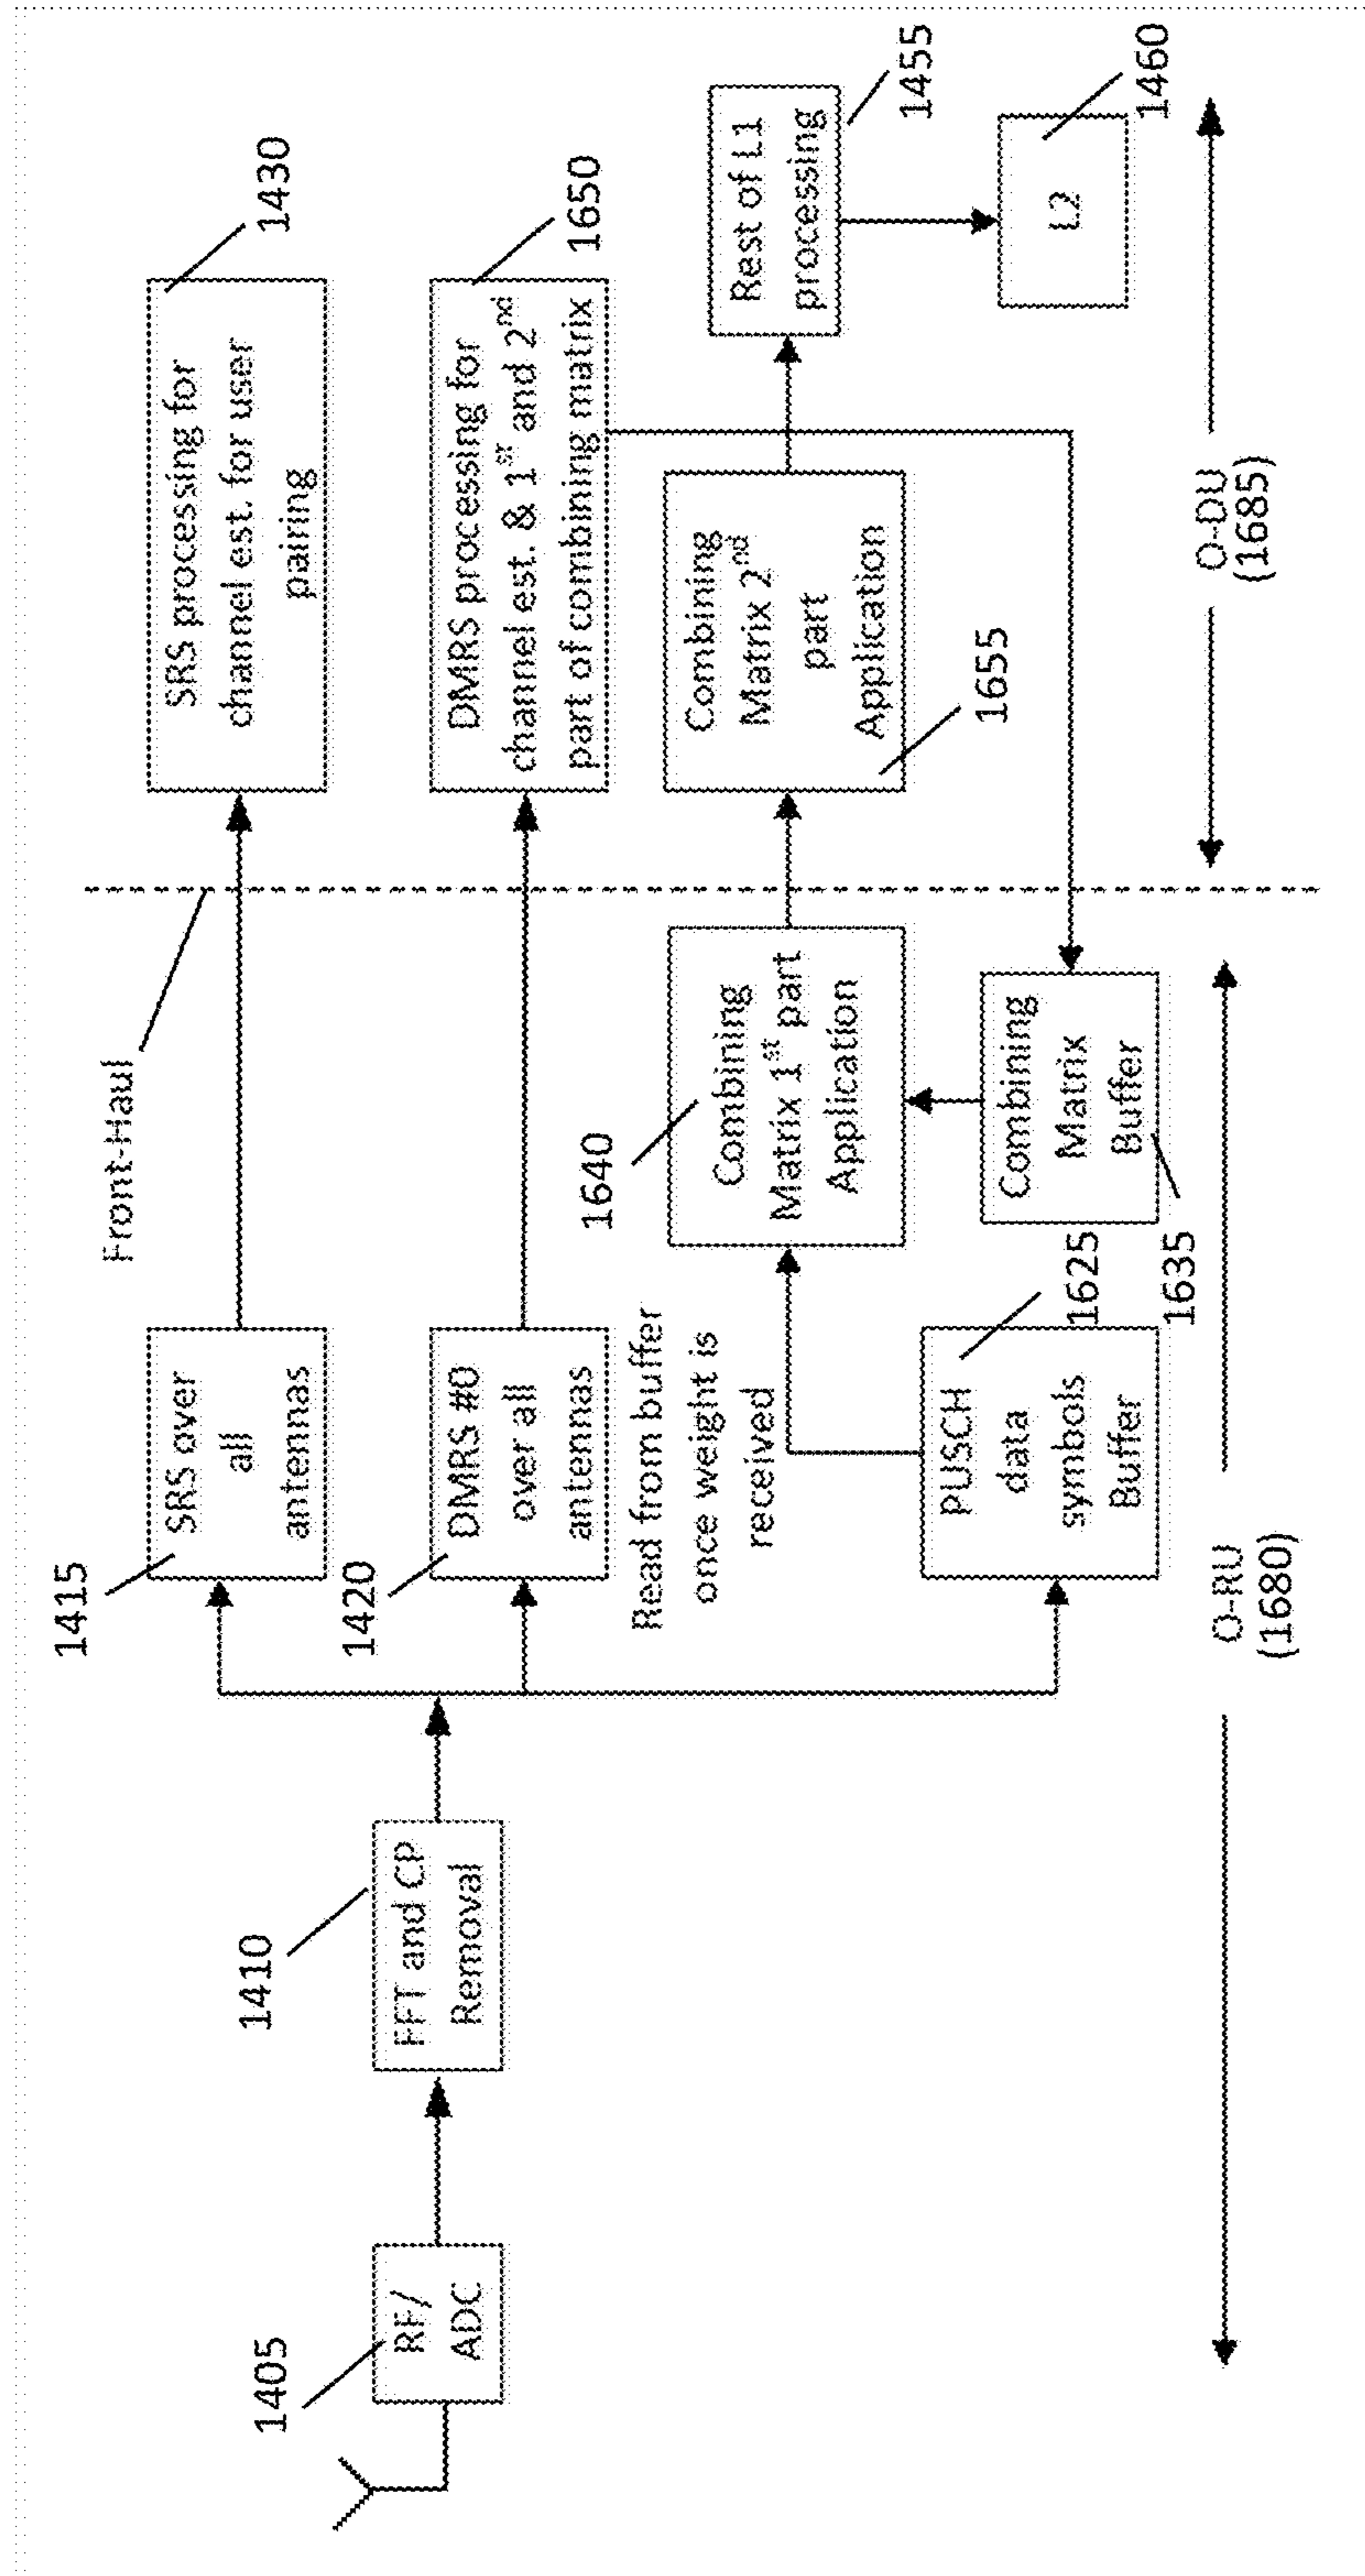 Front-Haul
1415
SRS over
all
antennas
1430
SRS processing for
channel est. for user
pairing
1405
RF/
ADC
1410
FFT and CP
Removal
1420
DMRS #0
over all
antennas
1650
DMRS processing for
channel est. & 1st and 2nd
part of combining matrix
Read from buffer
once weight is
received
1640
Combining
Matrix 1st part
Application
Combining
Matrix 2nd
part
Application
1655
Rest of L1
processing
1455
PUSCH
data
symbols
Buffer
1625
Combining
Matrix
Buffer
1635
L2
1460
O-RU
(1680)
O-DU
(1685)